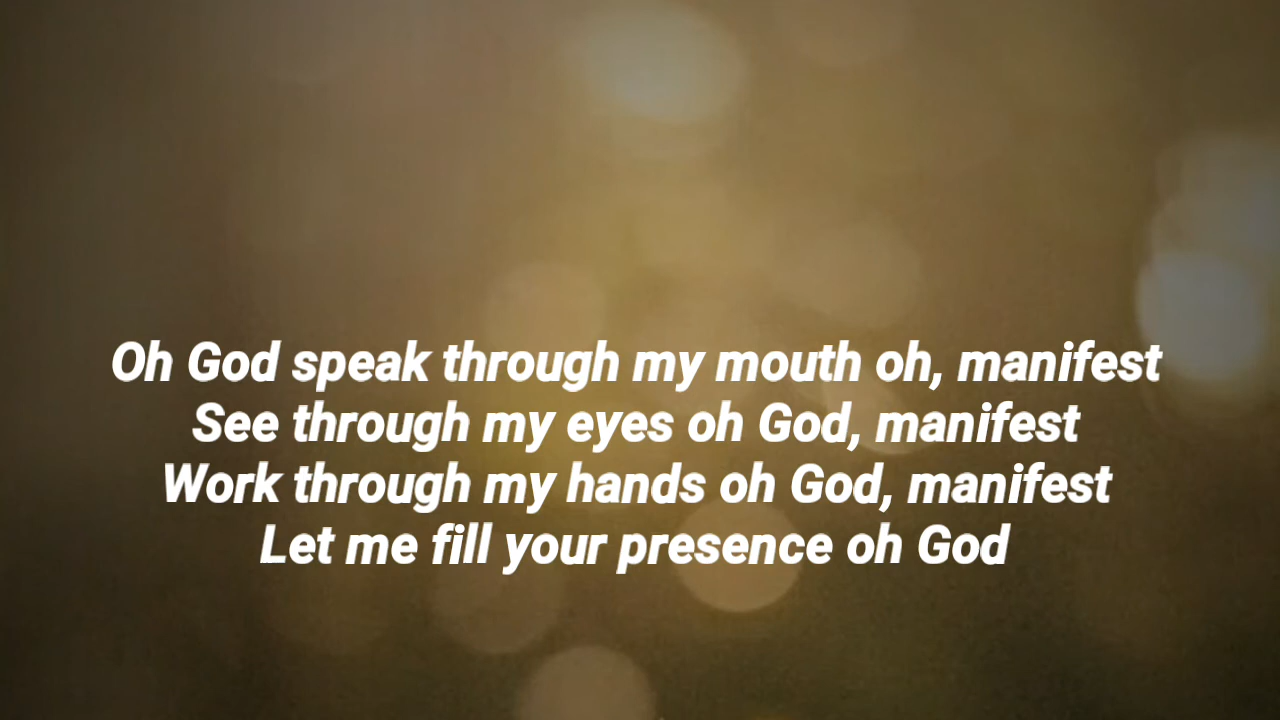 Oh God speak through my mouth oh, manifest
See through my eyes oh God, manifest
Work through my hands oh God, manifest
Let me fill your presence oh God